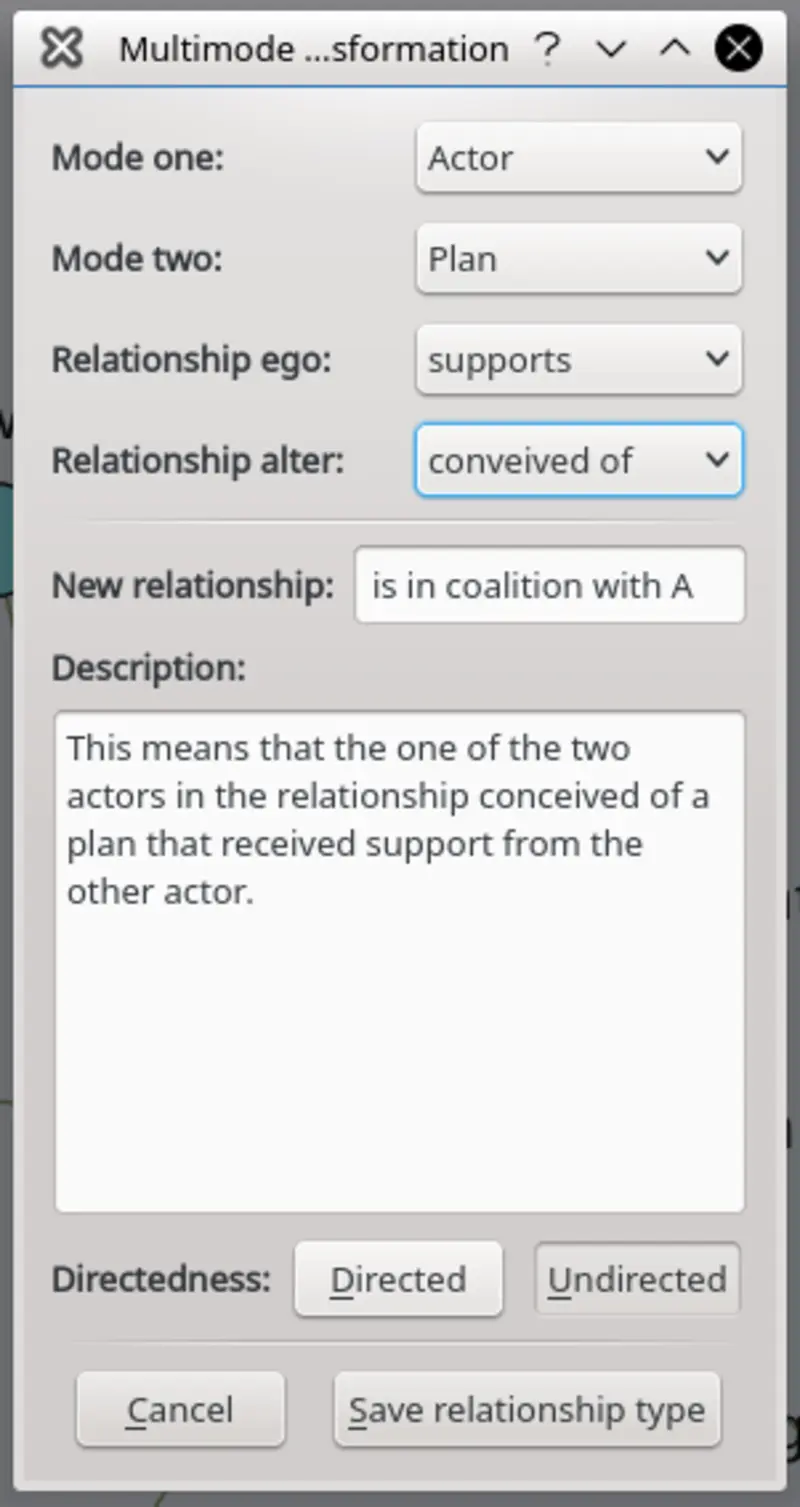 Multimode ...sformation
Mode one: Actor
Mode two: Plan
Relationship ego: supports
Relationship alter: conveived of
New relationship: is in coalition with A
Description:
This means that the one of the two
actors in the relationship conceived of a
plan that received support from the
other actor.
Directedness: Directed Undirected
Cancel Save relationship type